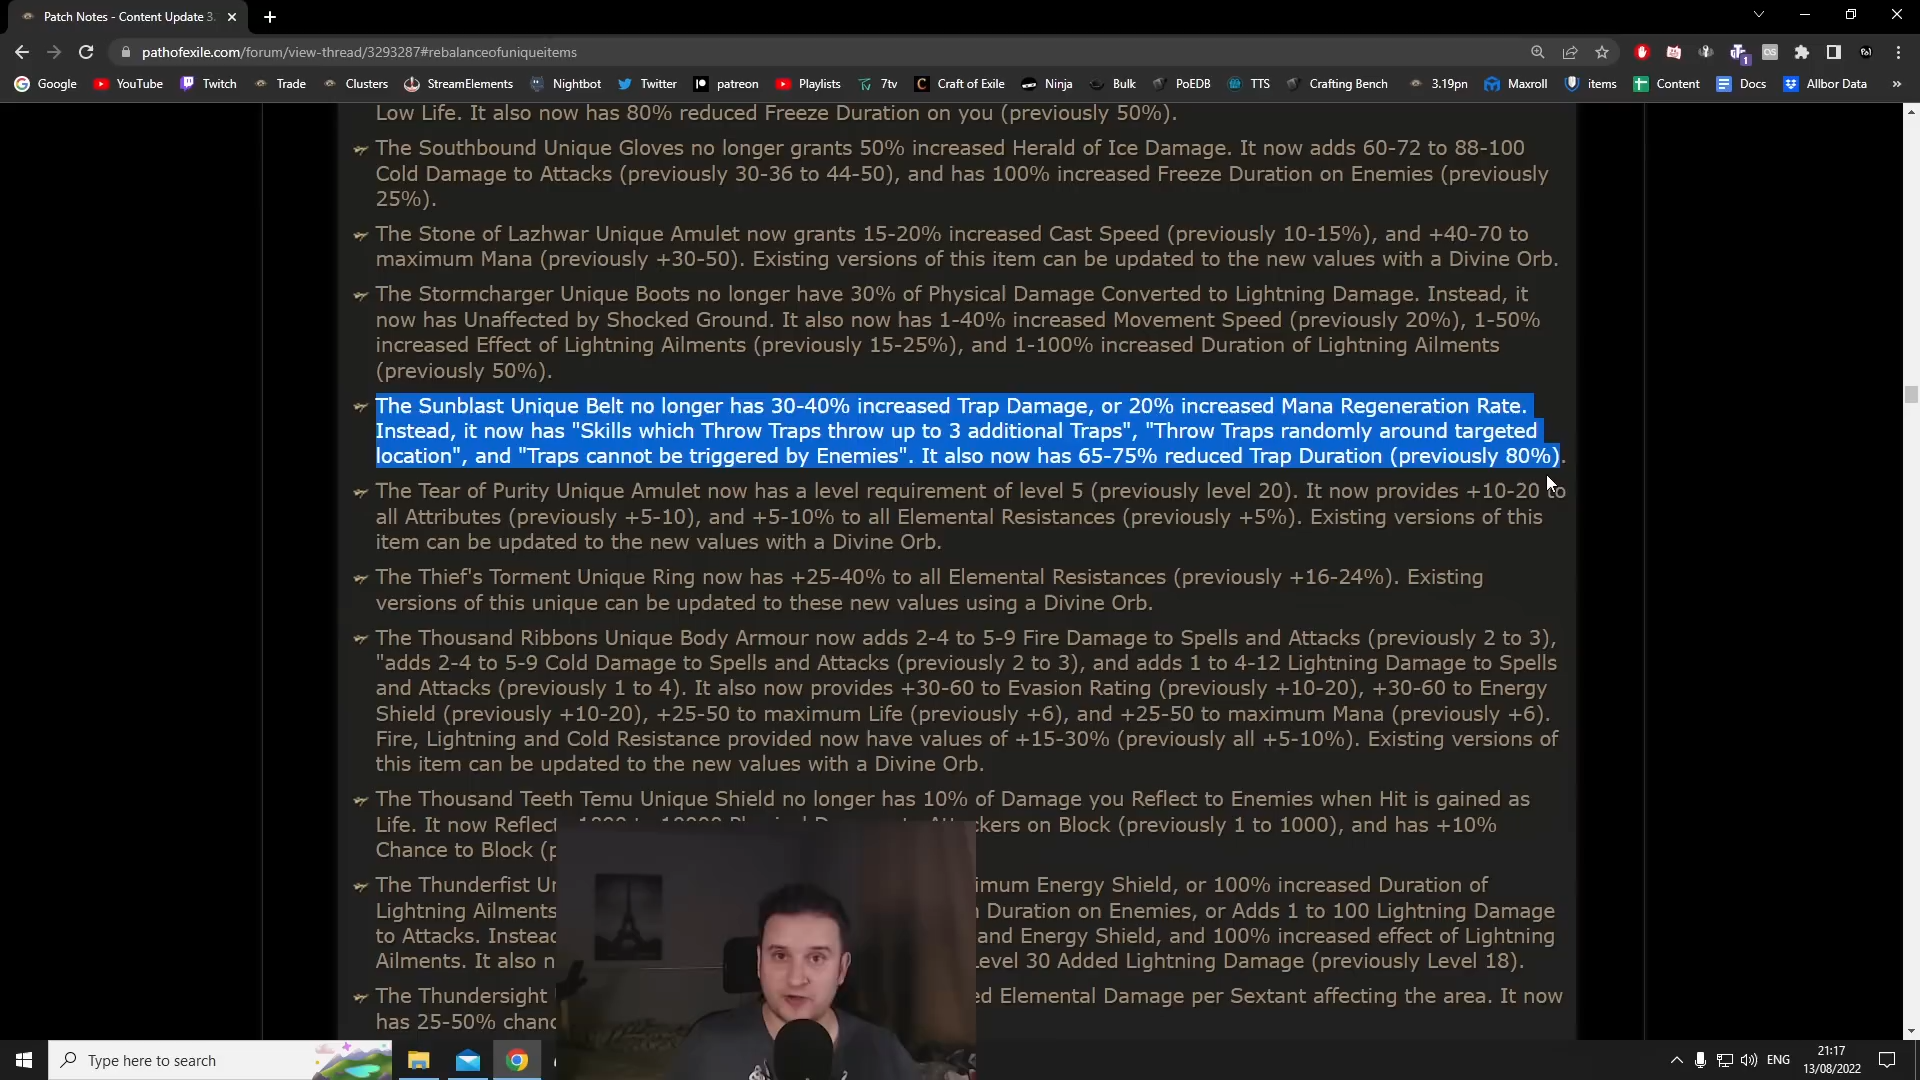 Patch Notes - Content Update 3.
pathofexile.com/forum/view-thread/3293287#rebalanceofuniqueitems
Google YouTube Twitch Trade Clusters StreamElements Nightbot Twitter patreon Playlists 7tv Craft of Exile Ninja Bulk PoEDB TTS Crafting Bench 3.19pn Maxroll items Content Docs Allbor Data »
Low Life. It also now has 80% reduced Freeze Duration on you (previously 50%).
The Southbound Unique Gloves no longer grants 50% increased Herald of Ice Damage. It now adds 60-72 to 88-100
Cold Damage to Attacks (previously 30-36 to 44-50), and has 100% increased Freeze Duration on Enemies (previously
25%).
The Stone of Lazhwar Unique Amulet now grants 15-20% increased Cast Speed (previously 10-15%), and +40-70 to
maximum Mana (previously +30-50). Existing versions of this item can be updated to the new values with a Divine Orb.
The Stormcharger Unique Boots no longer have 30% of Physical Damage Converted to Lightning Damage. Instead, it
now has Unaffected by Shocked Ground. It also now has 1-40% increased Movement Speed (previously 20%), 1-50%
increased Effect of Lightning Ailments (previously 15-25%), and 1-100% increased Duration of Lightning Ailments
(previously 50%).
The Sunblast Unique Belt no longer has 30-40% increased Trap Damage, or 20% increased Mana Regeneration Rate.
Instead, it now has "Skills which Throw Traps throw up to 3 additional Traps", "Throw Traps randomly around targeted
location", and "Traps cannot be triggered by Enemies". It also now has 65-75% reduced Trap Duration (previously 80%).
The Tear of Purity Unique Amulet now has a level requirement of level 5 (previously level 20). It now provides +10-20 to
all Attributes (previously +5-10), and +5-10% to all Elemental Resistances (previously +5%). Existing versions of this
item can be updated to the new values with a Divine Orb.
The Thief's Torment Unique Ring now has +25-40% to all Elemental Resistances (previously +16-24%). Existing
versions of this unique can be updated to these new values using a Divine Orb.
The Thousand Ribbons Unique Body Armour now adds 2-4 to 5-9 Fire Damage to Spells and Attacks (previously 2 to 3),
"adds 2-4 to 5-9 Cold Damage to Spells and Attacks (previously 2 to 3), and adds 1 to 4-12 Lightning Damage to Spells
and Attacks (previously 1 to 4). It also now provides +30-60 to Evasion Rating (previously +10-20), +30-60 to Energy
Shield (previously +10-20), +25-50 to maximum Life (previously +6), and +25-50 to maximum Mana (previously +6).
Fire, Lightning and Cold Resistance provided now have values of +15-30% (previously all +5-10%). Existing versions of
this item can be updated to the new values with a Divine Orb.
The Thousand Teeth Temu Unique Shield no longer has 10% of Damage you Reflect to Enemies when Hit is gained as
Life. It now Reflect ckers on Block (previously 1 to 1000), and has +10%
Chance to Block (p
The Thunderfist Ur imum Energy Shield, or 100% increased Duration of
Lightning Ailments Duration on Enemies, or Adds 1 to 100 Lightning Damage
to Attacks. Instead and Energy Shield, and 100% increased effect of Lightning
Ailments. It also n Level 30 Added Lightning Damage (previously Level 18).
The Thundersight ed Elemental Damage per Sextant affecting the area. It now
has 25-50% chanc
Type here to search
ENG
21:17
13/08/2022